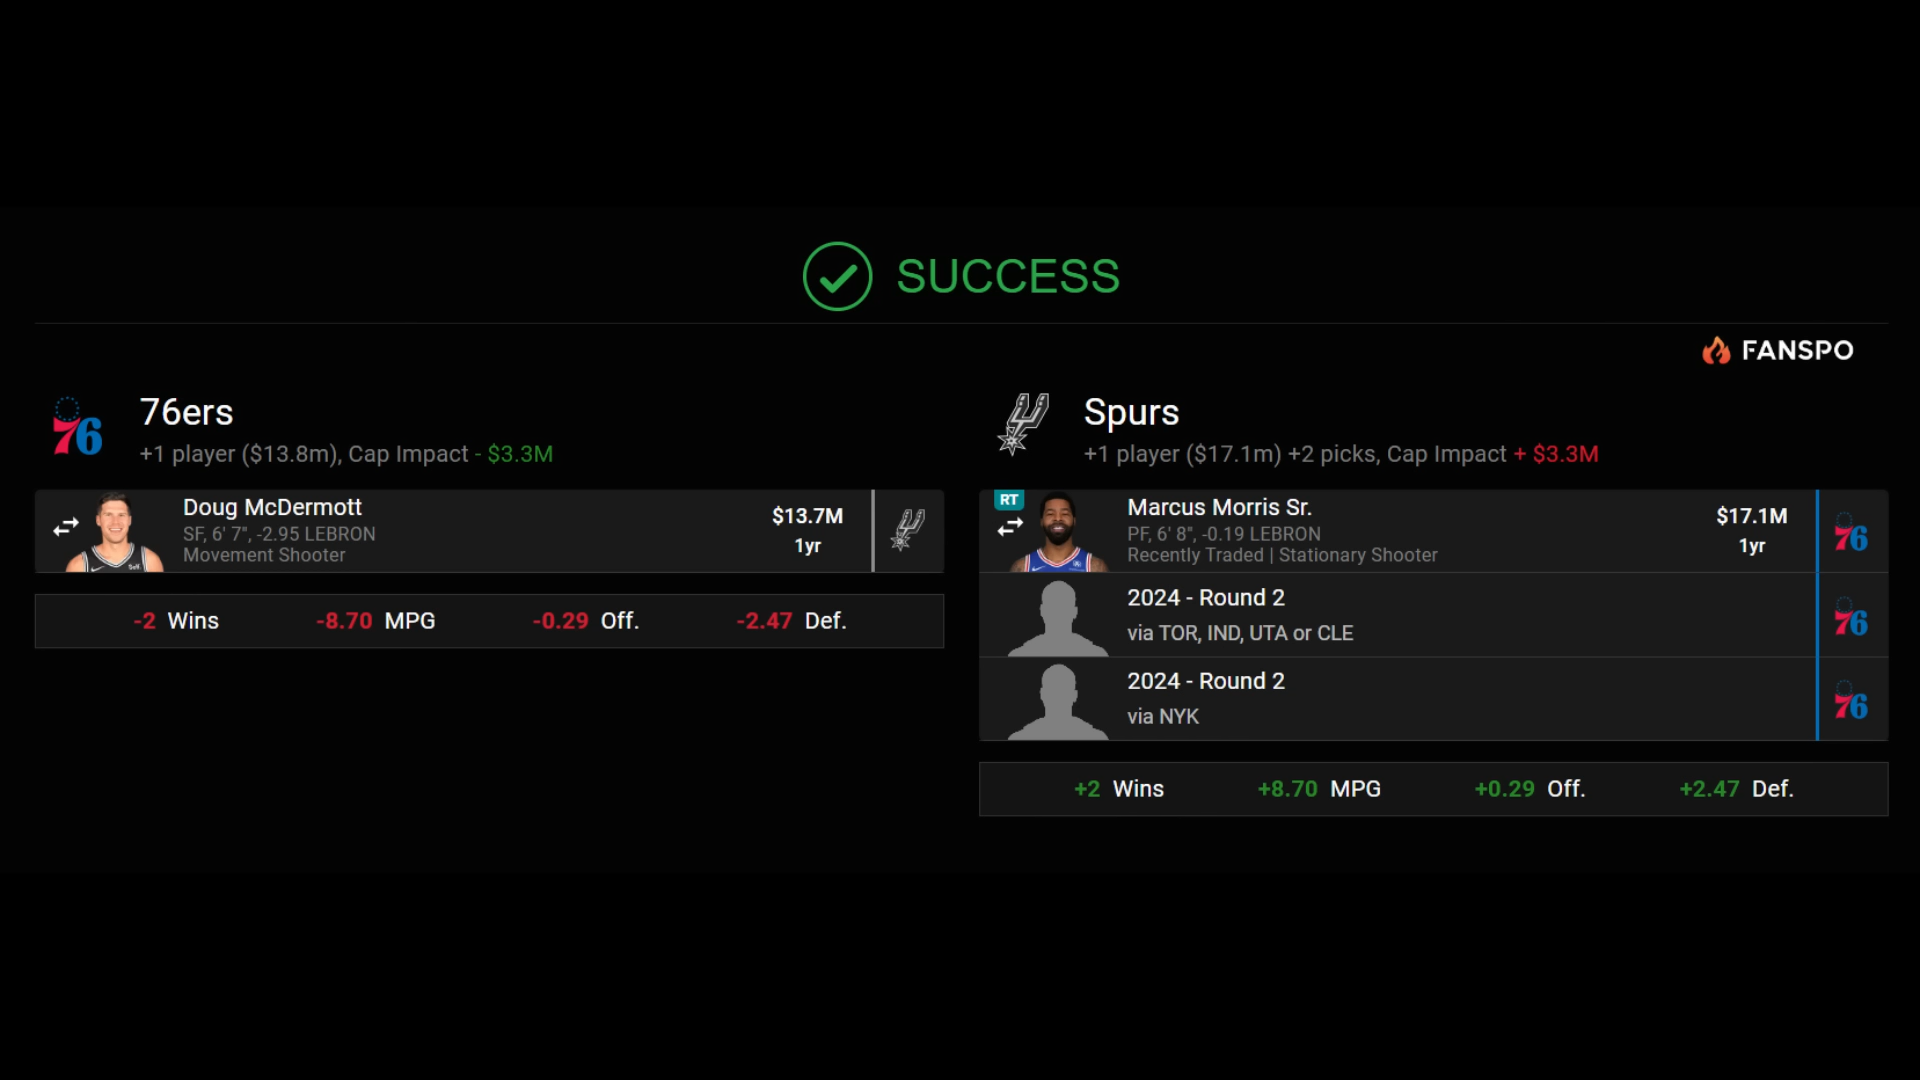 SUCCESS
FANSPO
76ers
+1 player ($13.8m), Cap Impact - $3.3M
Doug McDermott
SF, 6' 7", -2.95 LEBRON
Movement Shooter
$13.7M
1yr
-2 Wins -8.70 MPG -0.29 Off. -2.47 Def.
Spurs
+1 player ($17.1m) +2 picks, Cap Impact + $3.3M
RT
Marcus Morris Sr.
PF, 6' 8", -0.19 LEBRON
Recently Traded | Stationary Shooter
$17.1M
1yr
76
2024 - Round 2
via TOR, IND, UTA or CLE
76
2024 - Round 2
via NYK
76
+2 Wins +8.70 MPG +0.29 Off. +2.47 Def.